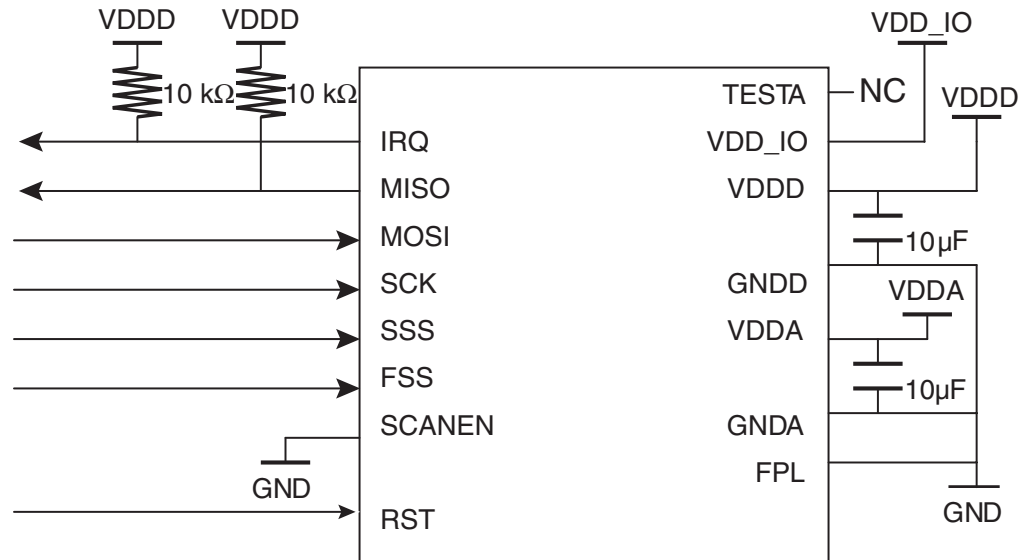 VDDD VDDD VDD_IO
10 kΩ 10 kΩ TESTA NC VDDD
IRQ VDD_IO
MISO VDDD
MOSI 10µF
SCK GNDD VDDA
SSS VDDA
FSS 10µF
SCANEN GNDA
GND FPL GND
RST